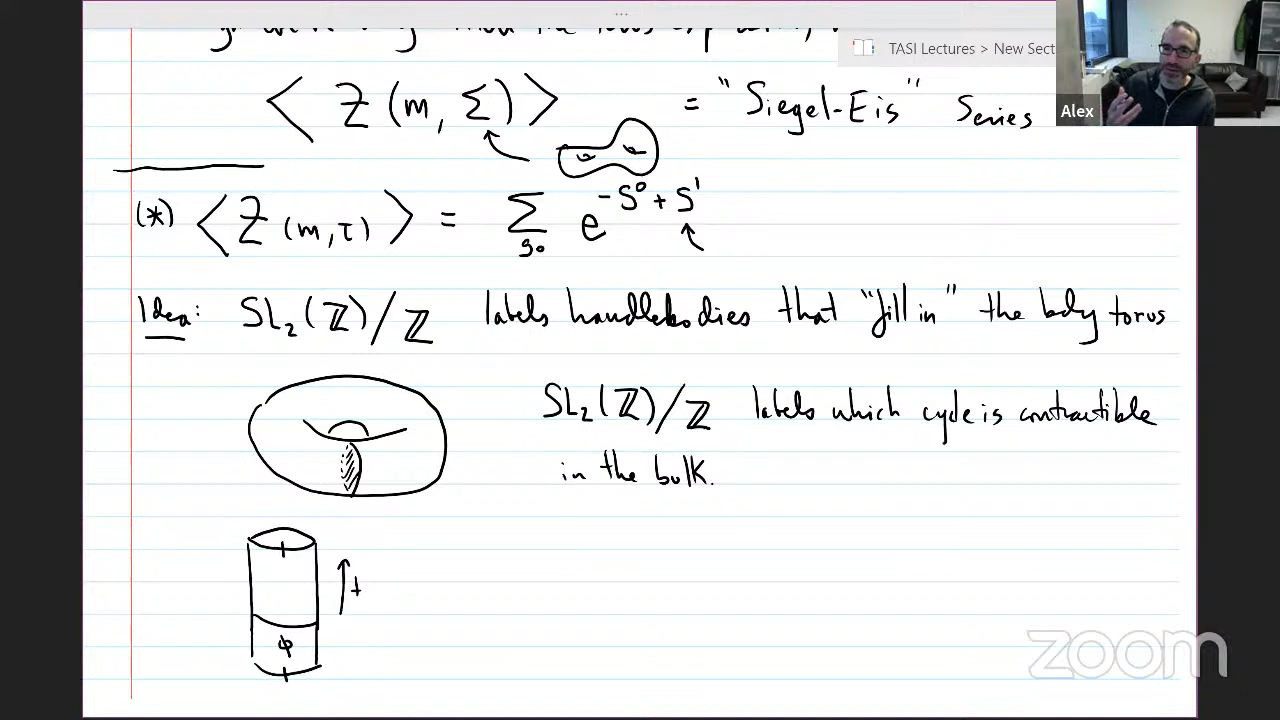 TASI Lectures > New Sect
Alex
< Z (m, Σ) > = "Siegel-Eis" Series
(*) < Z (m,τ) > = Σ e^{-S⁰ + S¹}
g₀
Idea: SL₂(ℤ)/ℤ labels handlebodies that "fill in" the bdy torus
SL₂(ℤ)/ℤ labels which cycle is contractible
in the bulk.
t
ϕ
zoom